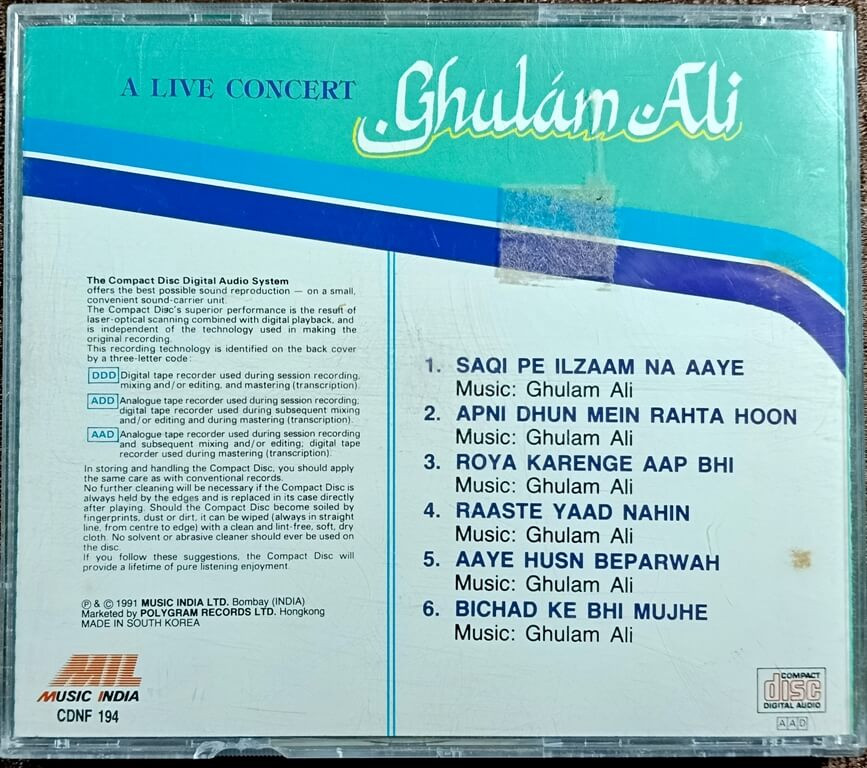 A LIVE CONCERT
Ghulám Ali
The Compact Disc Digital Audio System
offers the best possible sound reproduction — on a small,
convenient sound-carrier unit.
The Compact Disc's superior performance is the result of
laser-optical scanning combined with digital playback, and
is independent of the technology used in making the
original recording.
This recording technology is identified on the back cover
by a three-letter code:
DDD Digital tape recorder used during session recording,
mixing and/or editing, and mastering (transcription).
ADD Analogue tape recorder used during session recording;
digital tape recorder used during subsequent mixing
and/or editing and during mastering (transcription).
AAD Analogue tape recorder used during session recording
and subsequent mixing and/or editing; digital tape
recorder used during mastering (transcription).
In storing and handling the Compact Disc, you should apply
the same care as with conventional records.
No further cleaning will be necessary if the Compact Disc is
always held by the edges and is replaced in its case directly
after playing. Should the Compact Disc become soiled by
fingerprints, dust or dirt, it can be wiped (always in straight
line, from centre to edge) with a clean and lint-free, soft, dry
cloth. No solvent or abrasive cleaner should ever be used on
the disc.
If you follow these suggestions, the Compact Disc will
provide a lifetime of pure listening enjoyment.
℗ & © 1991 MUSIC INDIA LTD. Bombay (INDIA)
Marketed by POLYGRAM RECORDS LTD. Hongkong
MADE IN SOUTH KOREA
MIL
MUSIC INDIA
CDNF 194
1. SAQI PE ILZAAM NA AAYE
Music: Ghulam Ali
2. APNI DHUN MEIN RAHTA HOON
Music: Ghulam Ali
3. ROYA KARENGE AAP BHI
Music: Ghulam Ali
4. RAASTE YAAD NAHIN
Music: Ghulam Ali
5. AAYE HUSN BEPARWAH
Music: Ghulam Ali
6. BICHAD KE BHI MUJHE
Music: Ghulam Ali
COMPACT
disc
DIGITAL AUDIO
AAD